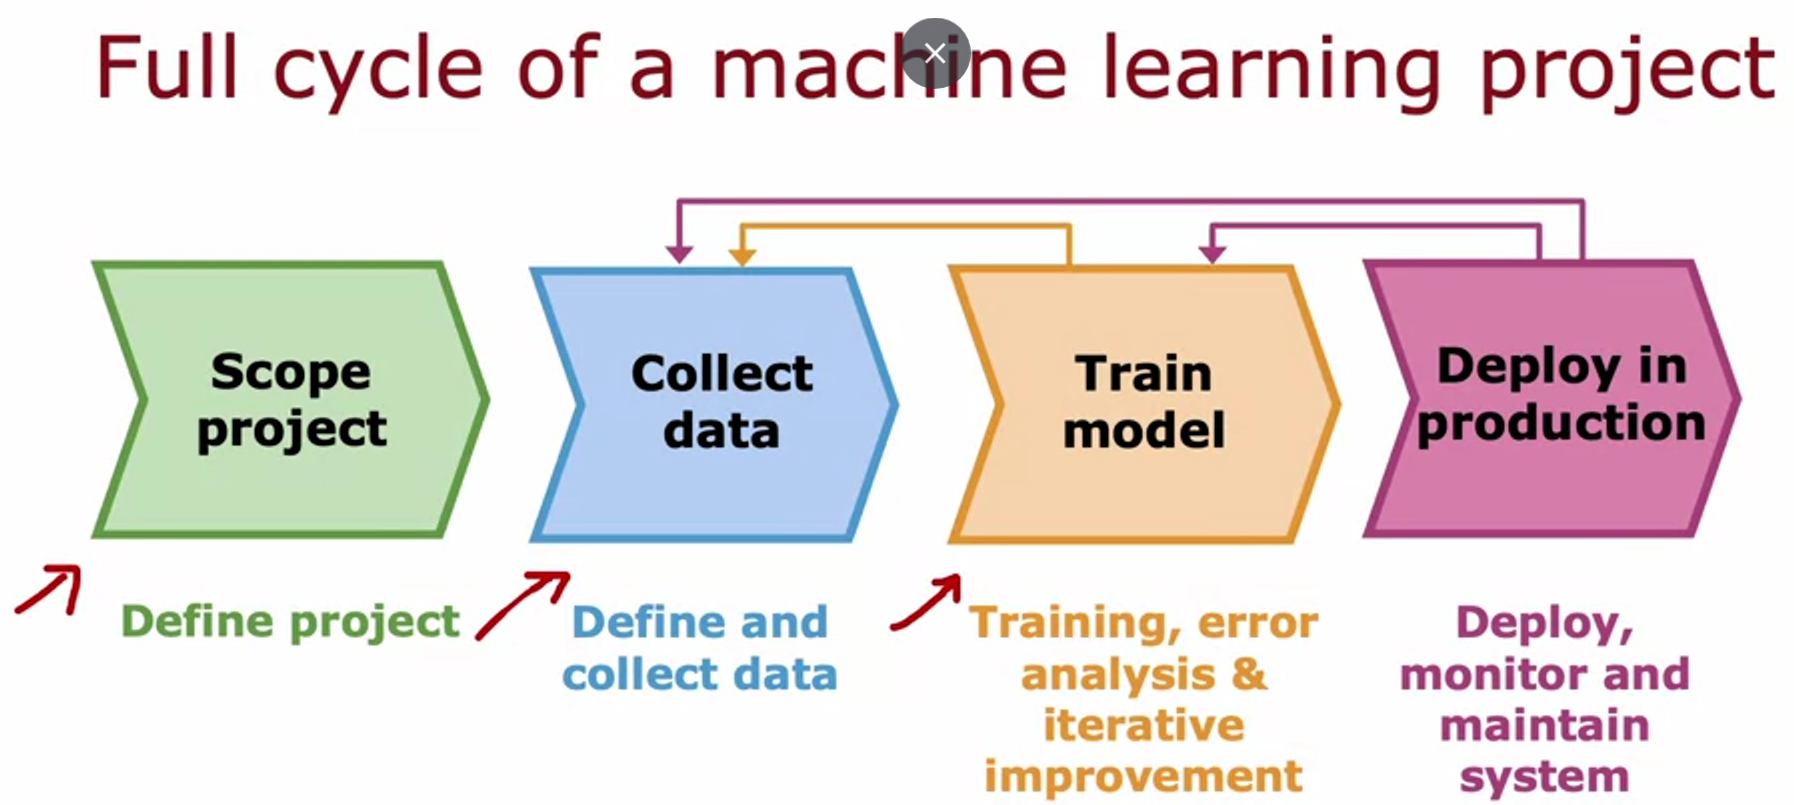 Full cycle of a machine learning project
Scope
project
Collect
data
Train
model
Deploy in
production
Define project
Define and
collect data
Training, error
analysis &
iterative
improvement
Deploy,
monitor and
maintain
system